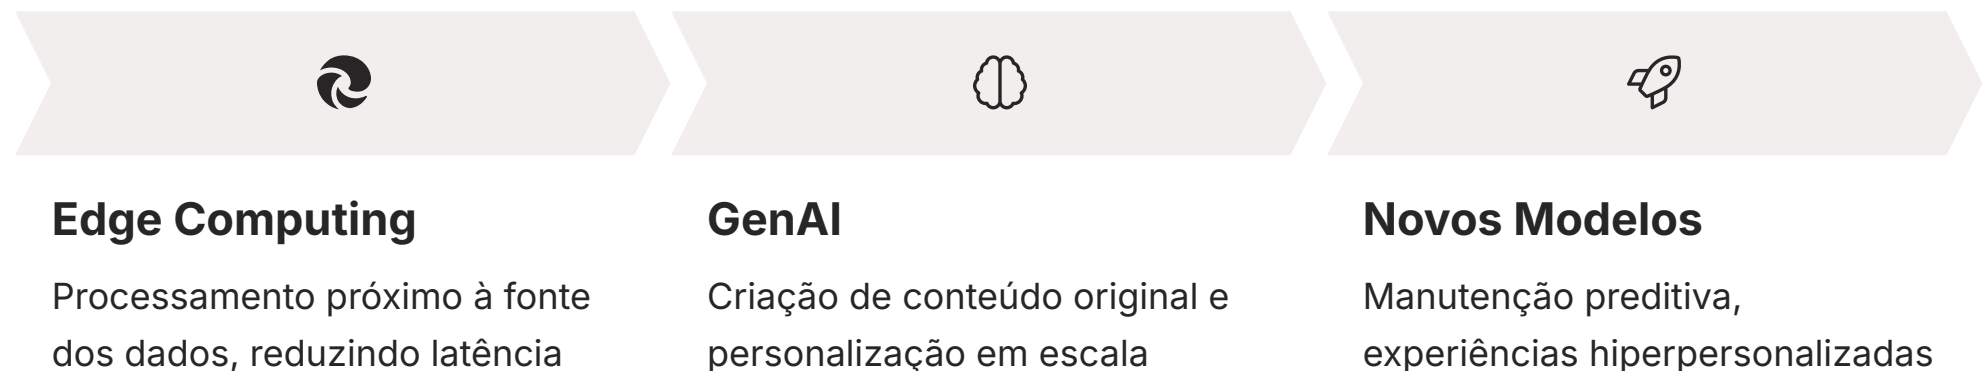 Edge Computing
Processamento próximo à fonte
dos dados, reduzindo latência
GenAI
Criação de conteúdo original e
personalização em escala
Novos Modelos
Manutenção preditiva,
experiências hiperpersonalizadas